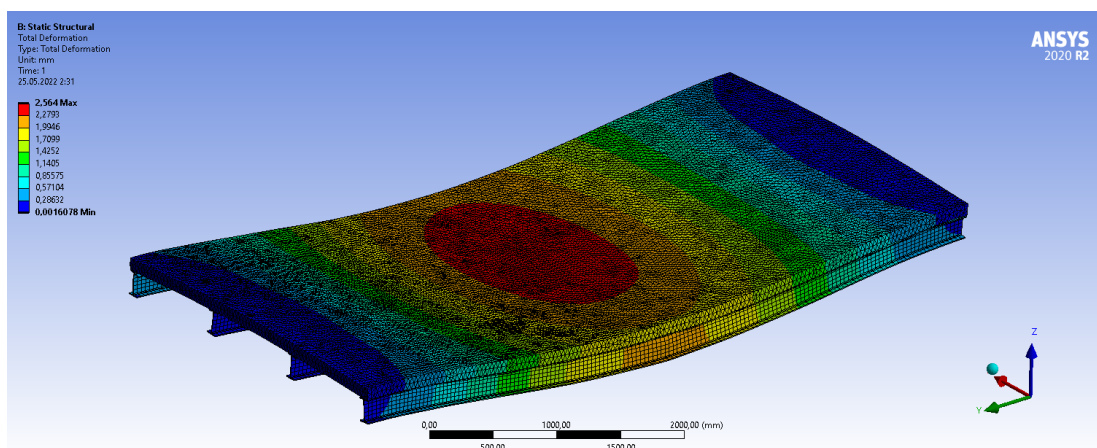 B: Static Structural
Total Deformation
Type: Total Deformation
Unit: mm
Time: 1
25.05.2022 2:31
2,564 Max
2,2793
1,9946
1,7099
1,4252
1,1405
0,85575
0,57104
0,28632
0,0016078 Min
ANSYS
2020 R2
0,00 1000,00 2000,00 (mm)
500,00 1500,00
Z
Y